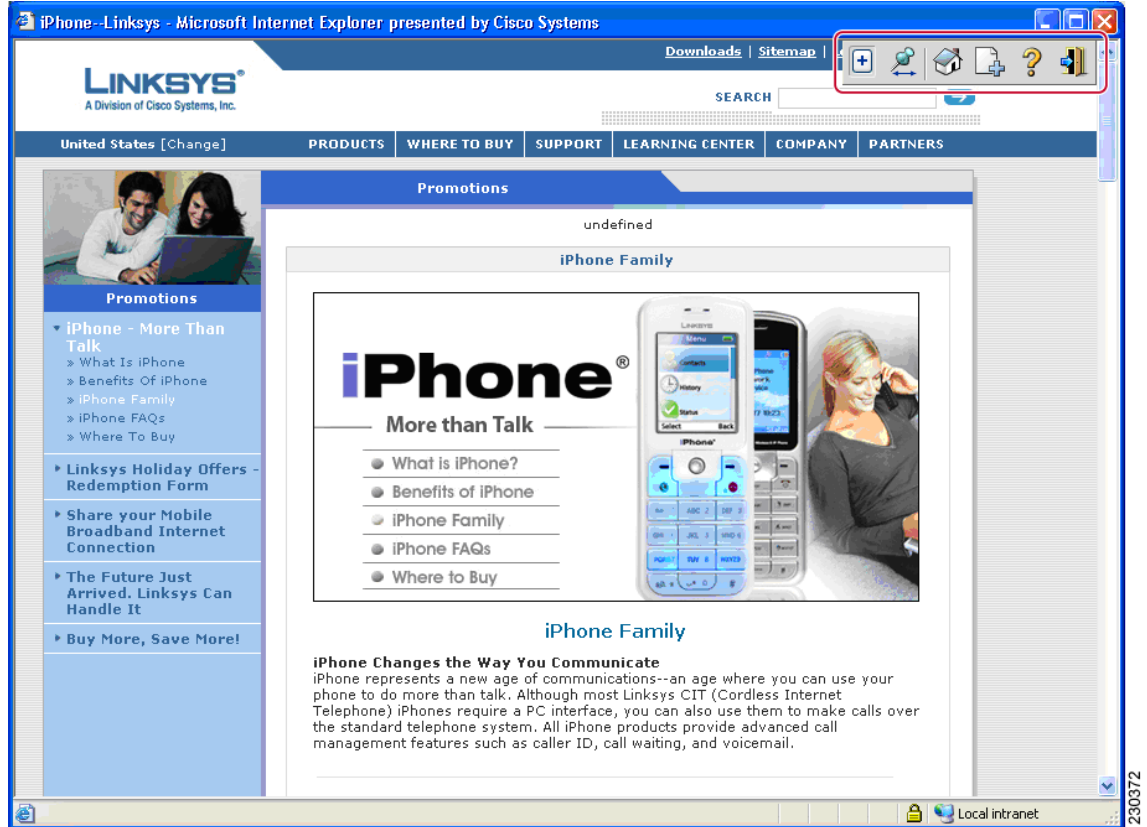 iPhone--Linksys - Microsoft Internet Explorer presented by Cisco Systems
Downloads | Sitemap |
LINKSYS®
A Division of Cisco Systems, Inc.
SEARCH
United States [Change]
PRODUCTS
WHERE TO BUY
SUPPORT
LEARNING CENTER
COMPANY
PARTNERS
Promotions
undefined
iPhone Family
Promotions
iPhone - More Than
Talk
» What Is iPhone
» Benefits Of iPhone
» iPhone Family
» iPhone FAQs
» Where To Buy
Linksys Holiday Offers -
Redemption Form
Share your Mobile
Broadband Internet
Connection
The Future Just
Arrived. Linksys Can
Handle It
Buy More, Save More!
iPhone®
More than Talk
What is iPhone?
Benefits of iPhone
iPhone Family
iPhone FAQs
Where to Buy
LINKSYS
Menu
Contacts
History
Status
Select Back
iPhone
iPhone Family
iPhone Changes the Way You Communicate
iPhone represents a new age of communications--an age where you can use your
phone to do more than talk. Although most Linksys CIT (Cordless Internet
Telephone) iPhones require a PC interface, you can also use them to make calls over
the standard telephone system. All iPhone products provide advanced call
management features such as caller ID, call waiting, and voicemail.
Local intranet
230372